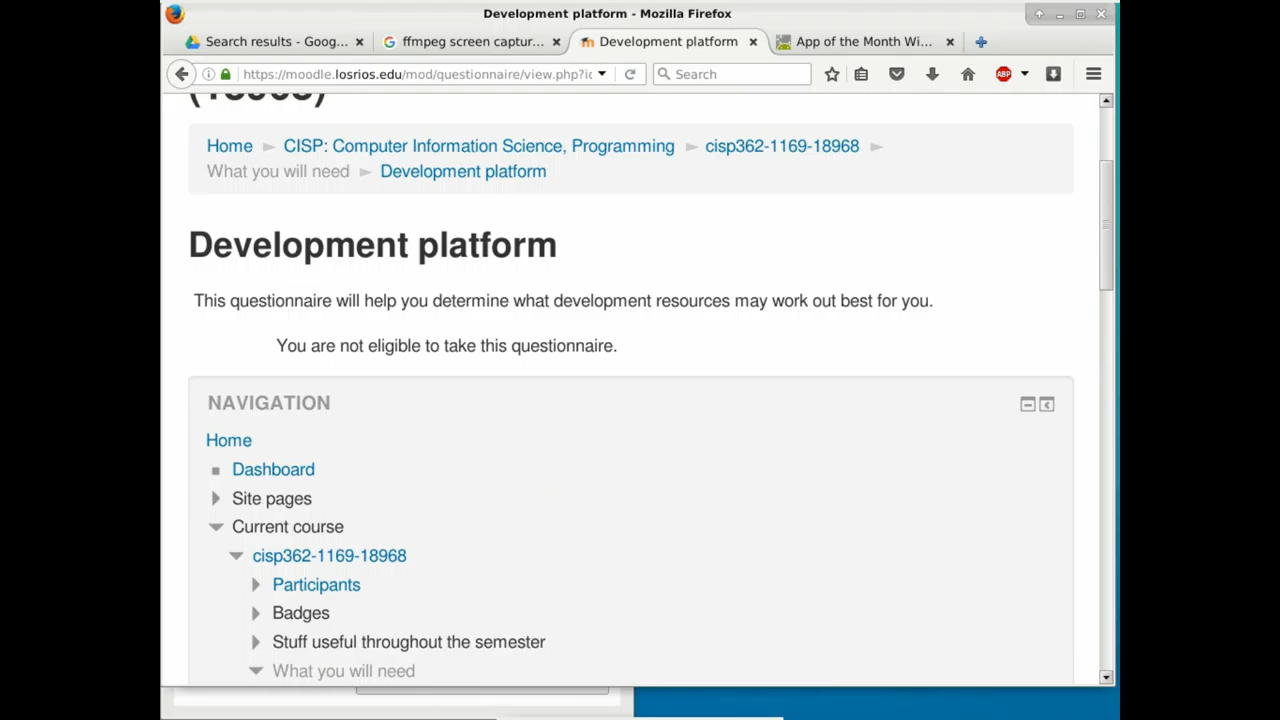 Development platform - Mozilla Firefox
Search results - Goog...
ffmpeg screen captur...
Development platform
App of the Month Wi...
https://moodle.losrios.edu/mod/questionnaire/view.php?ic
Search
ABP
Home CISP: Computer Information Science, Programming cisp362-1169-18968
What you will need Development platform
Development platform
This questionnaire will help you determine what development resources may work out best for you.
You are not eligible to take this questionnaire.
NAVIGATION
Home
Dashboard
Site pages
Current course
cisp362-1169-18968
Participants
Badges
Stuff useful throughout the semester
What you will need